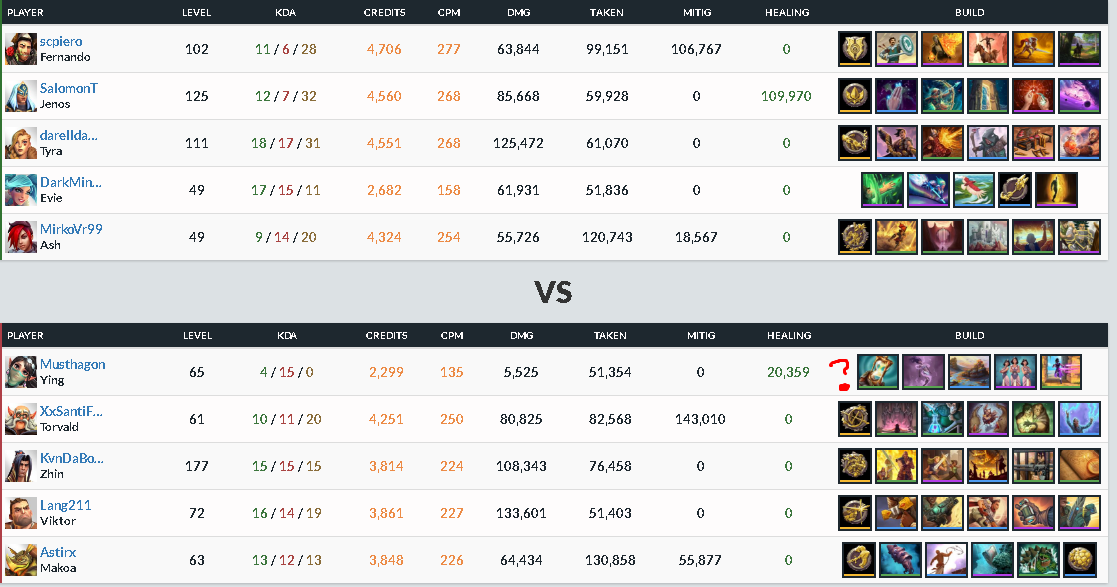 PLAYER LEVEL KDA CREDITS CPM DMG TAKEN MITIG HEALING BUILD
scpiero
Fernando 102 11 / 6 / 28 4,706 277 63,844 99,151 106,767 0
SalomonT
Jenos 125 12 / 7 / 32 4,560 268 85,668 59,928 0 109,970
darellda...
Tyra 111 18 / 17 / 31 4,551 268 125,472 61,070 0 0
DarkMin...
Evie 49 17 / 15 / 11 2,682 158 61,931 51,836 0 0
MirkoVr99
Ash 49 9 / 14 / 20 4,324 254 55,726 120,743 18,567 0
VS
PLAYER LEVEL KDA CREDITS CPM DMG TAKEN MITIG HEALING BUILD
Musthagon
Ying 65 4 / 15 / 0 2,299 135 5,525 51,354 0 20,359 ?
XxSantiF...
Torvald 61 10 / 11 / 20 4,251 250 80,825 82,568 143,010 0
KvnDaBo...
Zhin 177 15 / 15 / 15 3,814 224 108,343 76,458 0 0
Lang211
Viktor 72 16 / 14 / 19 3,861 227 133,601 51,403 0 0
Astirx
Makoa 63 13 / 12 / 13 3,848 226 64,434 130,858 55,877 0